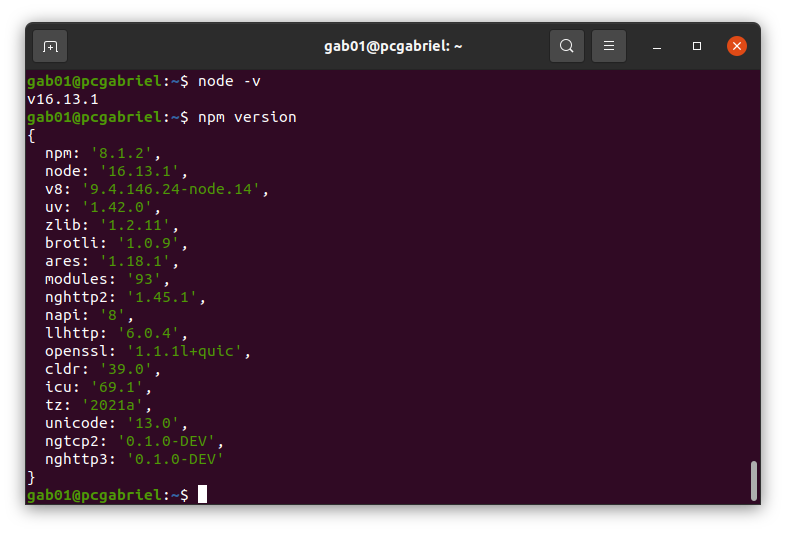 gab01@pcgabriel: ~
gab01@pcgabriel:~$ node -v
v16.13.1
gab01@pcgabriel:~$ npm version
{
  npm: '8.1.2',
  node: '16.13.1',
  v8: '9.4.146.24-node.14',
  uv: '1.42.0',
  zlib: '1.2.11',
  brotli: '1.0.9',
  ares: '1.18.1',
  modules: '93',
  nghttp2: '1.45.1',
  napi: '8',
  llhttp: '6.0.4',
  openssl: '1.1.1l+quic',
  cldr: '39.0',
  icu: '69.1',
  tz: '2021a',
  unicode: '13.0',
  ngtcp2: '0.1.0-DEV',
  nghttp3: '0.1.0-DEV'
}
gab01@pcgabriel:~$